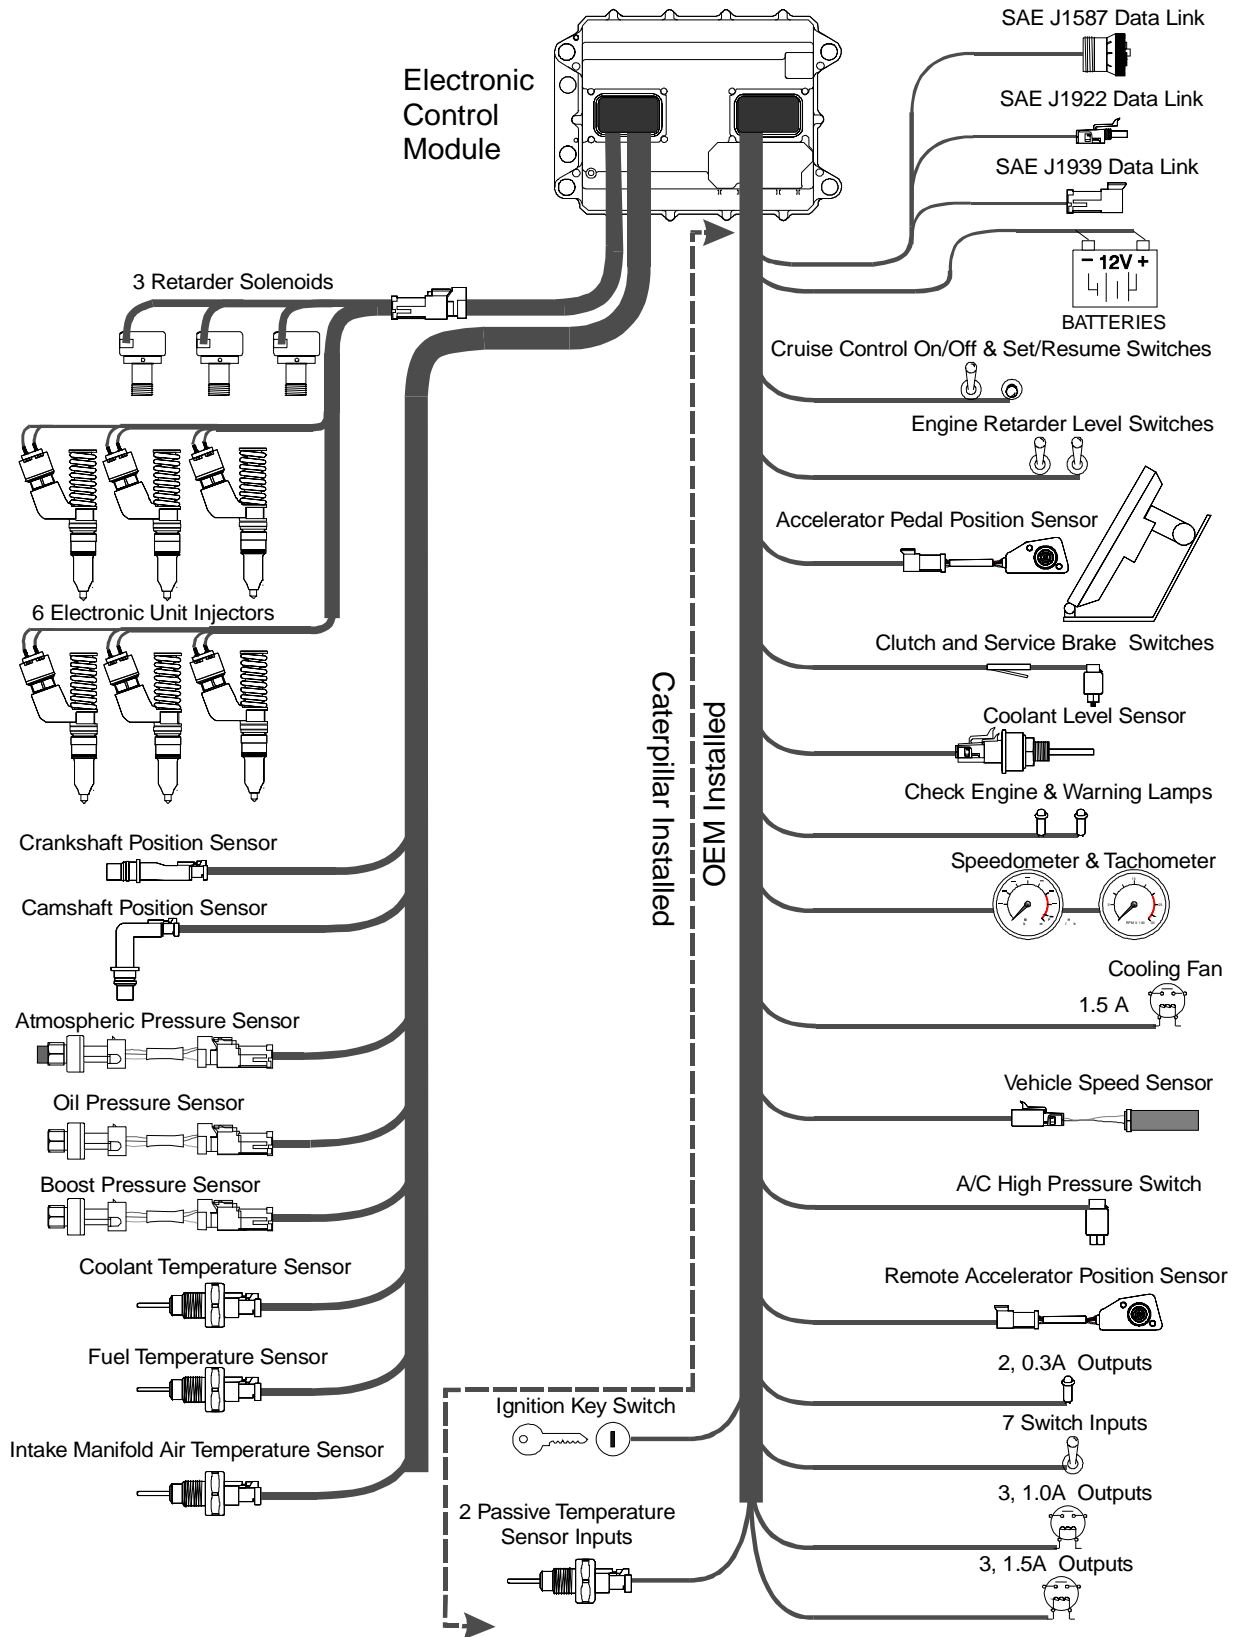 SAE J1587 Data Link
Electronic
Control
Module
SAE J1922 Data Link
SAE J1939 Data Link
− 12V +
BATTERIES
3 Retarder Solenoids
Cruise Control On/Off & Set/Resume Switches
Engine Retarder Level Switches
Accelerator Pedal Position Sensor
6 Electronic Unit Injectors
Clutch and Service Brake Switches
Caterpillar Installed
OEM Installed
Coolant Level Sensor
Check Engine & Warning Lamps
Crankshaft Position Sensor
Speedometer & Tachometer
Camshaft Position Sensor
Cooling Fan
1.5 A
Atmospheric Pressure Sensor
Vehicle Speed Sensor
Oil Pressure Sensor
Boost Pressure Sensor
A/C High Pressure Switch
Coolant Temperature Sensor
Remote Accelerator Position Sensor
Fuel Temperature Sensor
2, 0.3A Outputs
Ignition Key Switch
7 Switch Inputs
Intake Manifold Air Temperature Sensor
3, 1.0A Outputs
2 Passive Temperature
Sensor Inputs
3, 1.5A Outputs